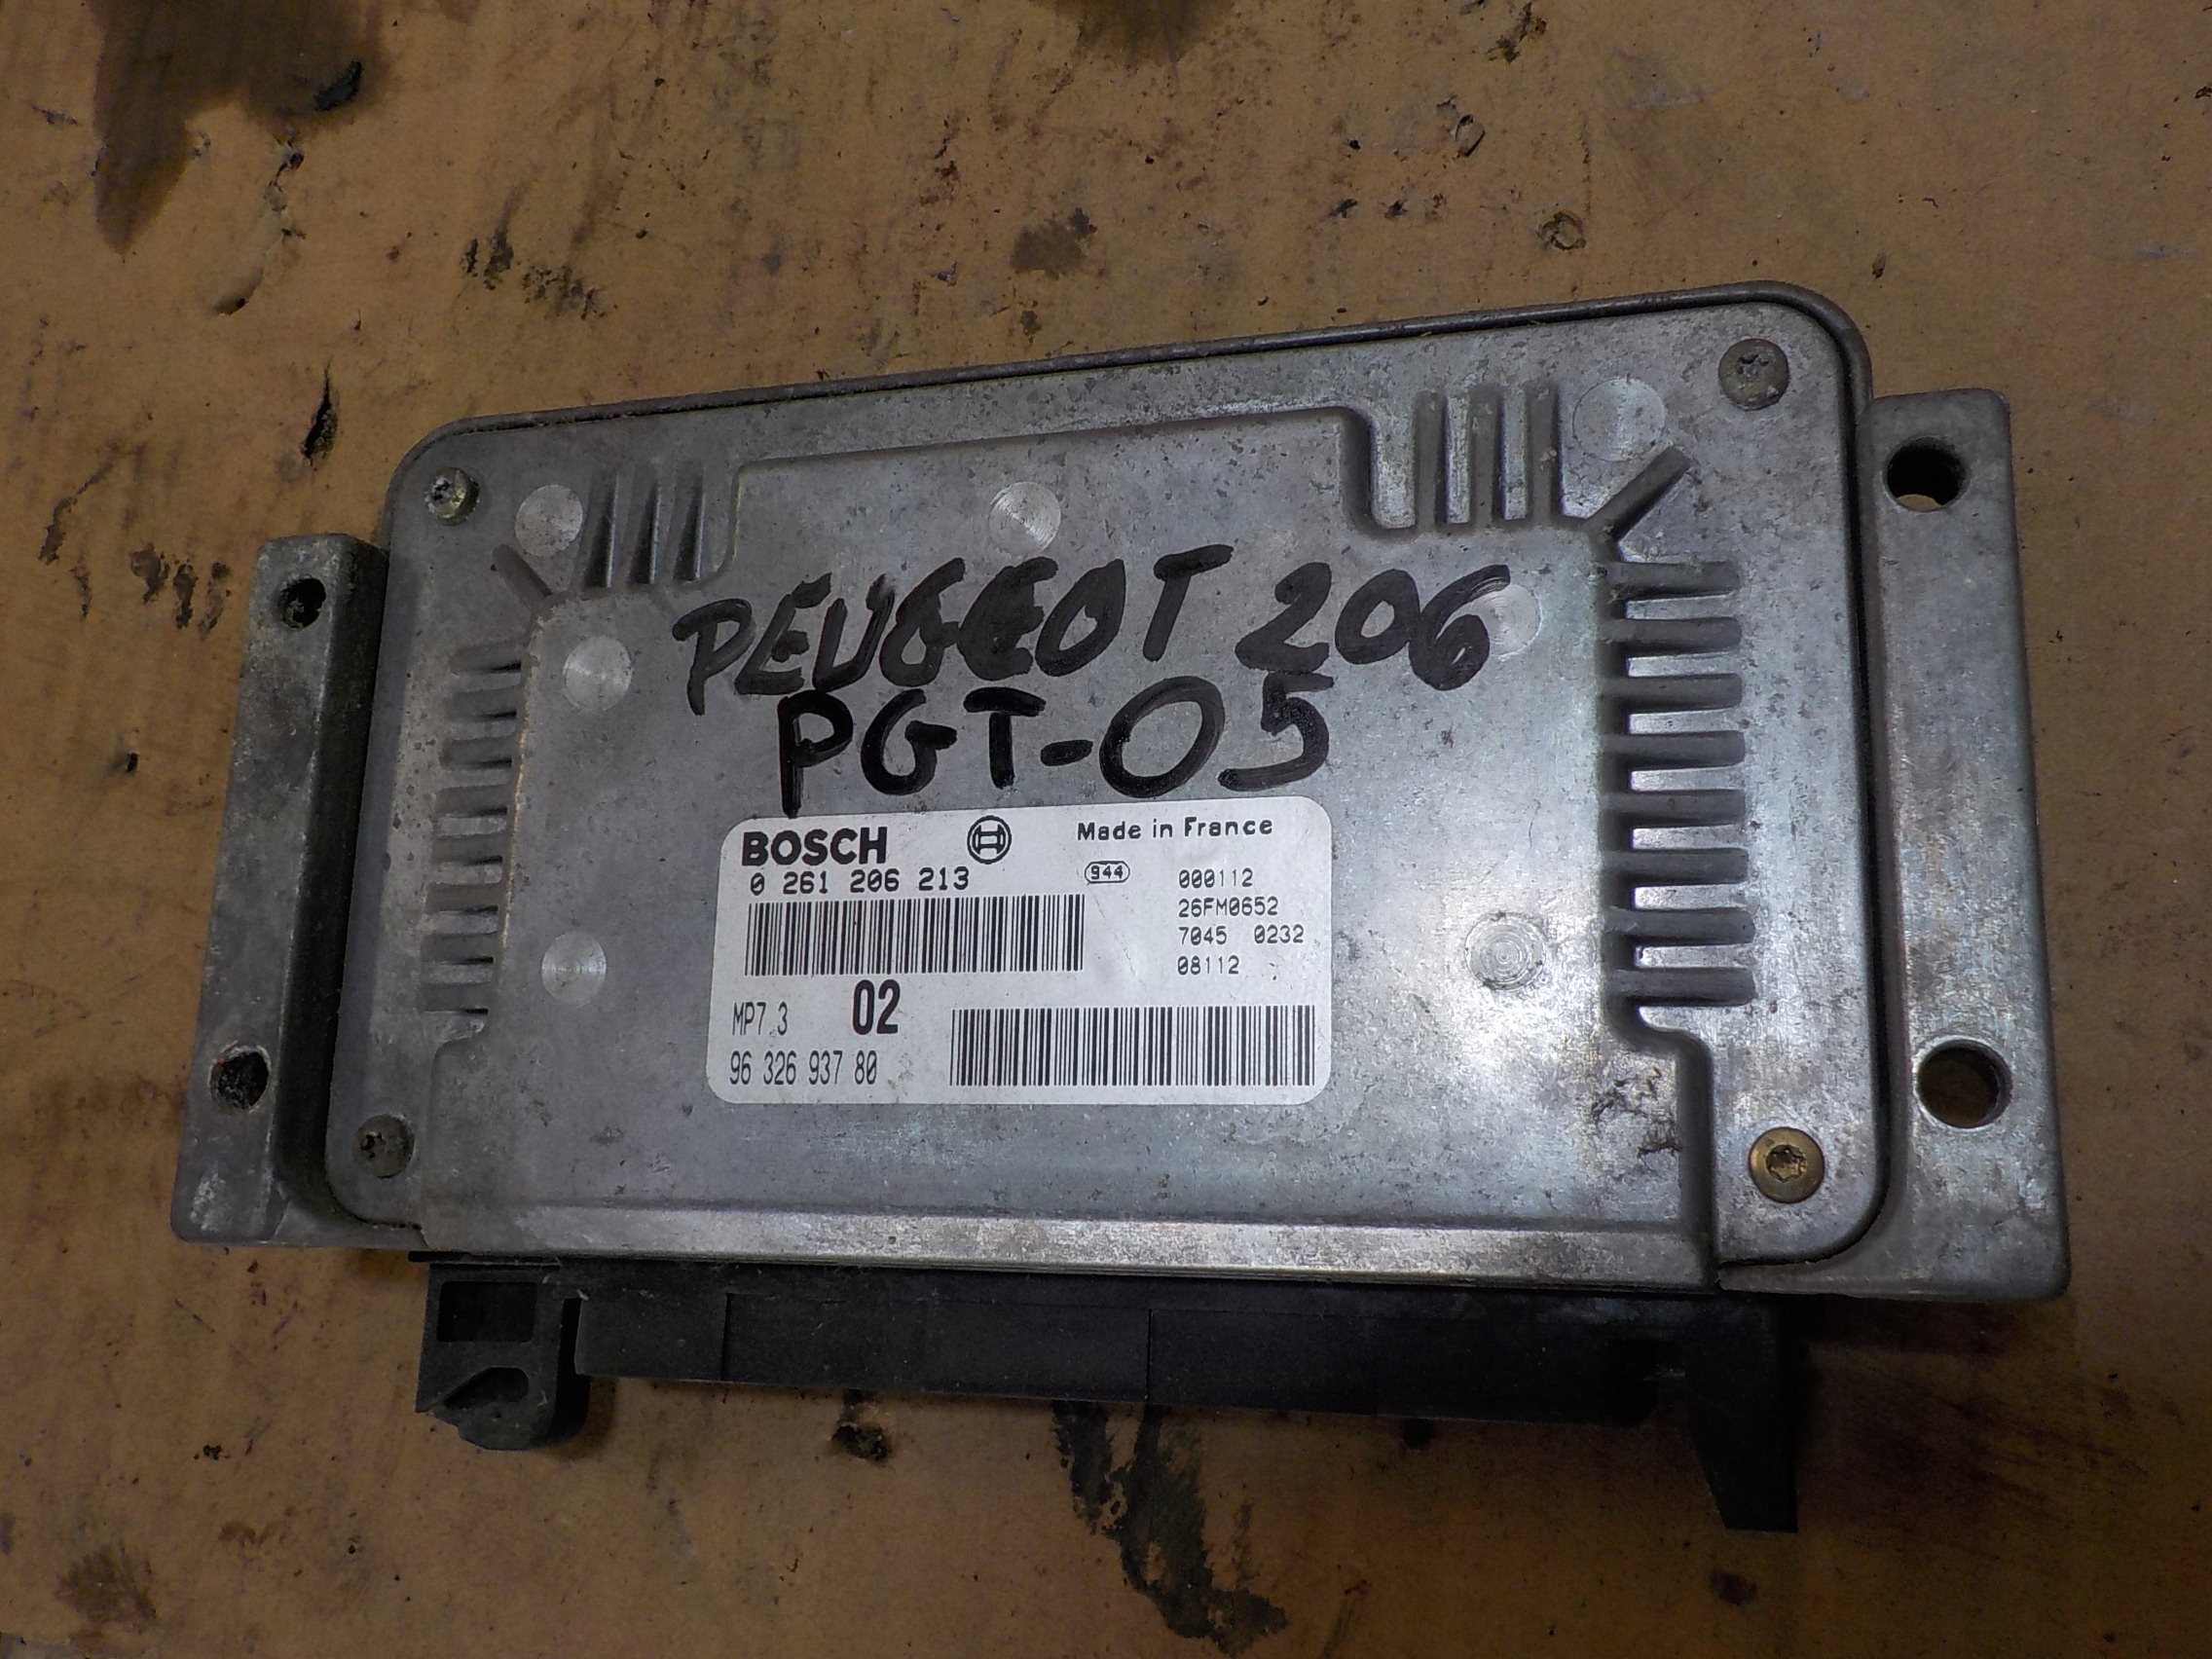 PEUGEOT 206
PGT-05
BOSCH Made in France
0 261 206 213 944 000112
26FM0652
7045 0232
08112
MP7.3 02
96 326 937 80